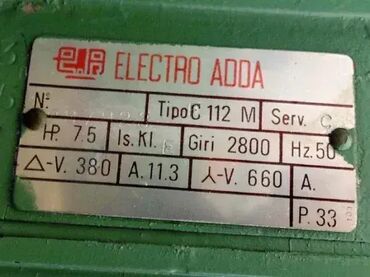 ELECTRO ADDA
Nº: Tipo C 112 M Serv. C
HP. 7.5 Is. Kl. E Giri 2800 Hz. 50
△-V. 380 A. 11.3 ⅄-V. 660 A.
P. 33